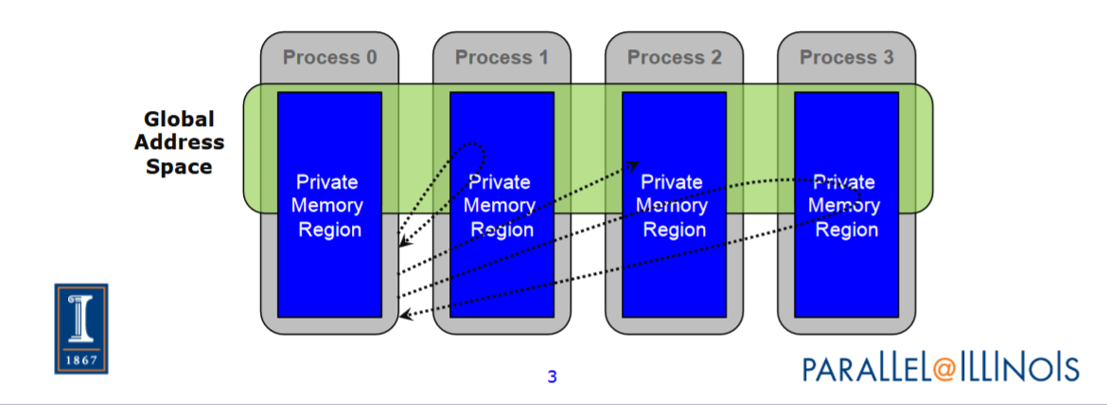 Process 0
Process 1
Process 2
Process 3
Global
Address
Space
Private
Memory
Region
Private
Memory
Region
Private
Memory
Region
Private
Memory
Region
I
1867
3
PARALLEL@ILLINOIS